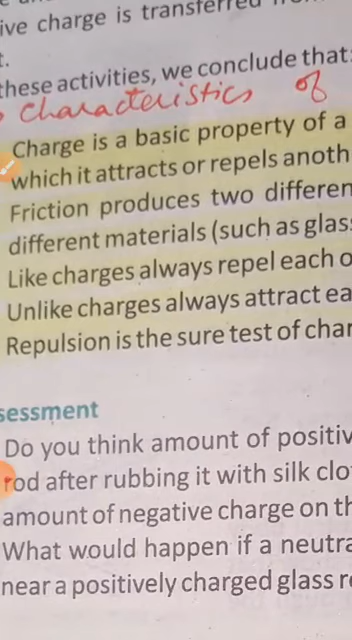 ive charge is transferred from
t.
these activities, we conclude that:
characteristics of
Charge is a basic property of a
which it attracts or repels anoth
Friction produces two differen
different materials (such as glas
Like charges always repel each o
Unlike charges always attract ea
Repulsion is the sure test of char
sessment
Do you think amount of positiv
rod after rubbing it with silk clo
amount of negative charge on th
What would happen if a neutra
near a positively charged glass r